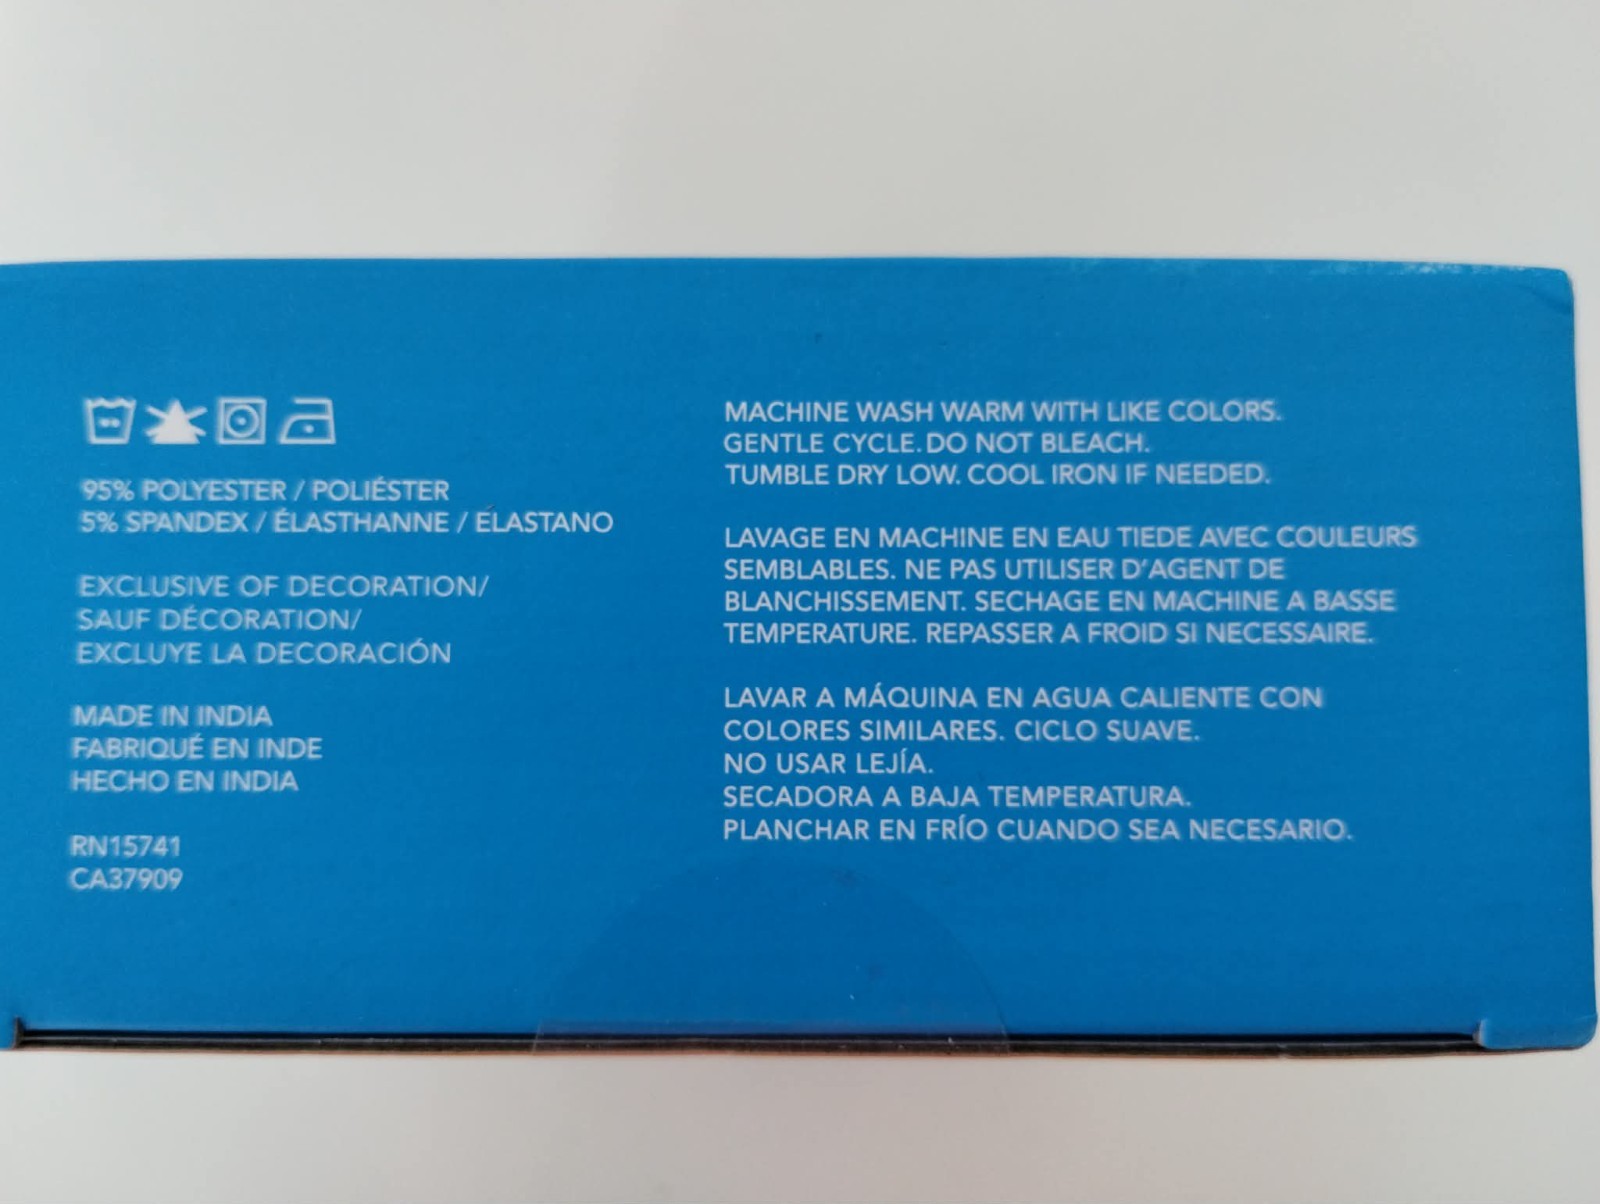 95% POLYESTER / POLIÉSTER
5% SPANDEX / ÉLASTHANNE / ELASTANO
EXCLUSIVE OF DECORATION/
SAUF DÉCORATION/
EXCLUYE LA DECORACIÓN
MADE IN INDIA
FABRIQUÉ EN INDE
HECHO EN INDIA
RN15741
CA37909
MACHINE WASH WARM WITH LIKE COLORS.
GENTLE CYCLE. DO NOT BLEACH.
TUMBLE DRY LOW. COOL IRON IF NEEDED.
LAVAGE EN MACHINE EN EAU TIEDE AVEC COULEURS
SEMBLABLES. NE PAS UTILISER D'AGENT DE
BLANCHISSEMENT. SECHAGE EN MACHINE A BASSE
TEMPERATURE. REPASSER A FROID SI NECESSAIRE.
LAVAR A MÁQUINA EN AGUA CALIENTE CON
COLORES SIMILARES. CICLO SUAVE.
NO USAR LEJÍA.
SECADORA A BAJA TEMPERATURA.
PLANCHAR EN FRÍO CUANDO SEA NECESARIO.